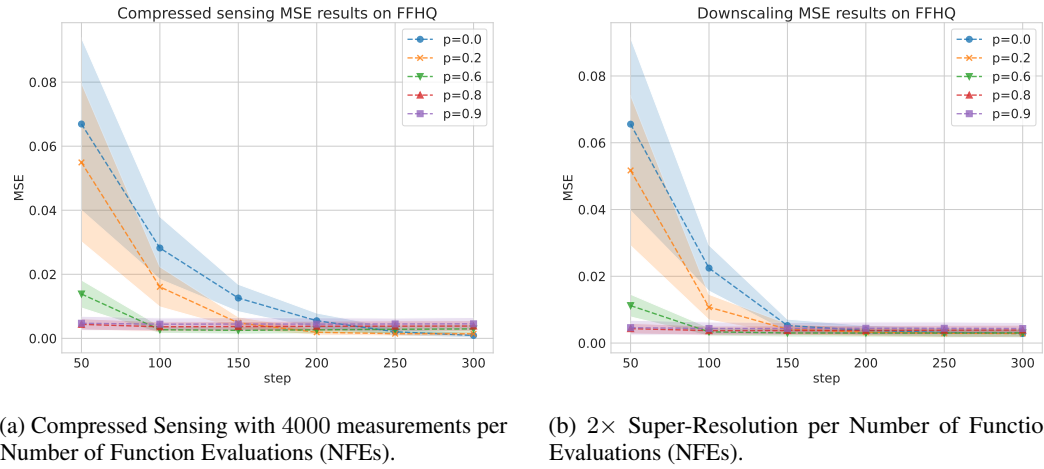 Compressed sensing MSE results on FFHQ
MSE
0.08
0.06
0.04
0.02
0.00
50 100 150 200 250 300
step
p=0.0
p=0.2
p=0.6
p=0.8
p=0.9
(a) Compressed Sensing with 4000 measurements per
Number of Function Evaluations (NFEs).
Downscaling MSE results on FFHQ
MSE
0.08
0.06
0.04
0.02
0.00
50 100 150 200 250 300
step
p=0.0
p=0.2
p=0.6
p=0.8
p=0.9
(b) 2× Super-Resolution per Number of Functio
Evaluations (NFEs).